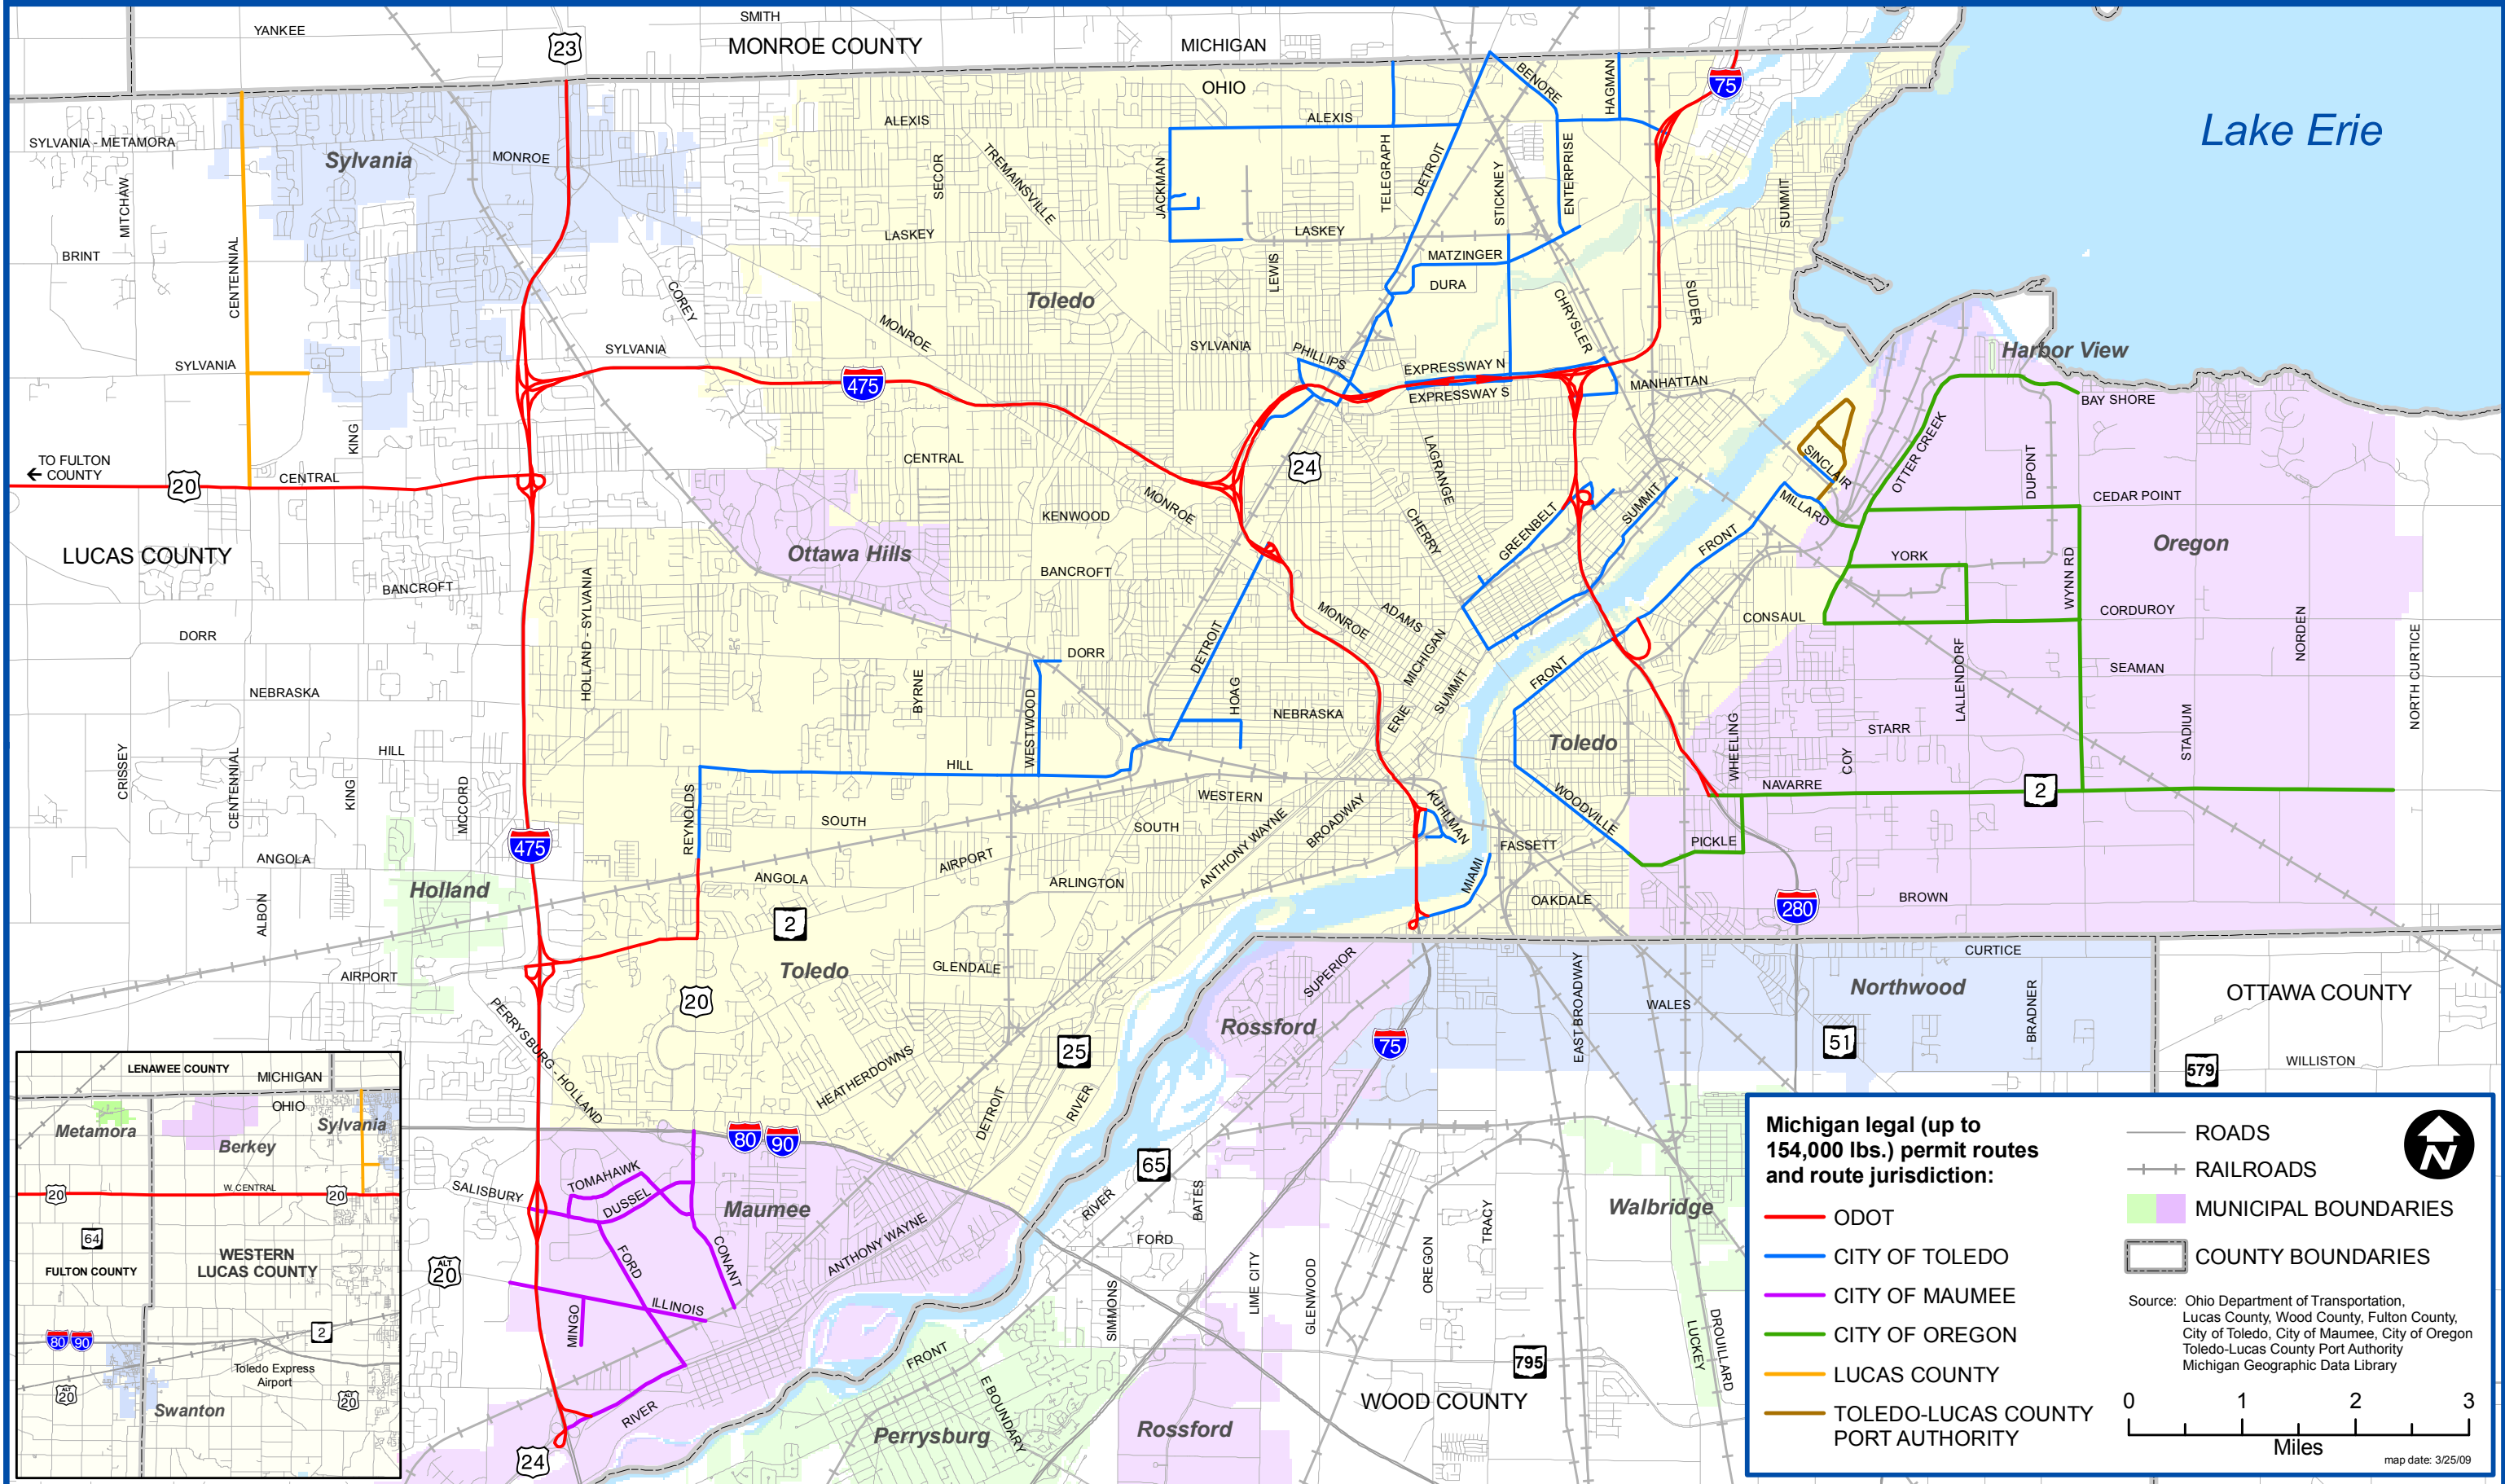 YANKEE
23
SMITH
MONROE COUNTY
MICHIGAN
OHIO
75
Lake Erie
SYLVANIA - METAMORA
Sylvania
MONROE
ALEXIS
ALEXIS
BENORE
HAGMAN
MITCHAW
SECOR
TREMAINSVILLE
JACKMAN
TELEGRAPH
DETROIT
STICKNEY
ENTERPRISE
SUMMIT
BRINT
CENTENNIAL
COREY
LASKEY
LASKEY
LEWIS
MATZINGER
DURA
CHRYSLER
SUDER
Toledo
MONROE
SYLVANIA
SYLVANIA
SYLVANIA
PHILLIPS
EXPRESSWAY N
EXPRESSWAY S
MANHATTAN
Harbor View
BAY SHORE
475
KING
TO FULTON
COUNTY
20
CENTRAL
CENTRAL
24
LAGRANGE
SINCLAIR
OTTER CREEK
DUPONT
CEDAR POINT
MONROE
KENWOOD
CHERRY
GREENBELT
SUMMIT
FRONT
MILLARD
LUCAS COUNTY
Ottawa Hills
YORK
Oregon
BANCROFT
BANCROFT
HOLLAND - SYLVANIA
MONROE
ADAMS
WYNN RD
CONSAUL
CORDUROY
NORDEN
NORTH CURTICE
DORR
DORR
DETROIT
MICHIGAN
FRONT
LALLENDORF
SEAMAN
NEBRASKA
BYRNE
WESTWOOD
HOAG
NEBRASKA
ERIE
SUMMIT
Toledo
WHEELING
STARR
COY
STADIUM
CRISSEY
CENTENNIAL
HILL
KING
MCCORD
HILL
NAVARRE
2
REYNOLDS
WESTERN
KUHLMAN
WOODVILLE
SOUTH
SOUTH
ANTHONY WAYNE
BROADWAY
475
ANGOLA
Holland
ALBON
ANGOLA
AIRPORT
ARLINGTON
FASSETT
PICKLE
MIAMI
OAKDALE
280
BROWN
2
AIRPORT
Toledo
GLENDALE
20
SUPERIOR
CURTICE
Northwood
OTTAWA COUNTY
PERRYSBURG - HOLLAND
Rossford
EAST BROADWAY
WALES
BRADNER
25
75
51
579
WILLISTON
HEATHERDOWNS
DETROIT
RIVER
80
90
65
SALISBURY
TOMAHAWK
DUSSEL
Maumee
RIVER
BATES
TRACY
Walbridge
ALT
20
FORD
CONANT
ANTHONY WAYNE
FORD
LIME CITY
GLENWOOD
OREGON
MINGO
ILLINOIS
SIMMONS
LUCKEY
DROUILLARD
FRONT
795
WOOD COUNTY
E BOUNDARY
RIVER
24
Perrysburg
Rossford
LENAWEE COUNTY
MICHIGAN
OHIO
Metamora
Berkey
Sylvania
W. CENTRAL
20
20
64
WESTERN
LUCAS COUNTY
FULTON COUNTY
80
90
2
Toledo Express
Airport
ALT
20
ALT
20
Swanton
Michigan legal (up to
154,000 lbs.) permit routes
and route jurisdiction:
ODOT
CITY OF TOLEDO
CITY OF MAUMEE
CITY OF OREGON
LUCAS COUNTY
TOLEDO-LUCAS COUNTY
PORT AUTHORITY
ROADS
RAILROADS
MUNICIPAL BOUNDARIES
COUNTY BOUNDARIES
N
Source: Ohio Department of Transportation,
Lucas County, Wood County, Fulton County,
City of Toledo, City of Maumee, City of Oregon
Toledo-Lucas County Port Authority
Michigan Geographic Data Library
0 1 2 3
Miles
map date: 3/25/09